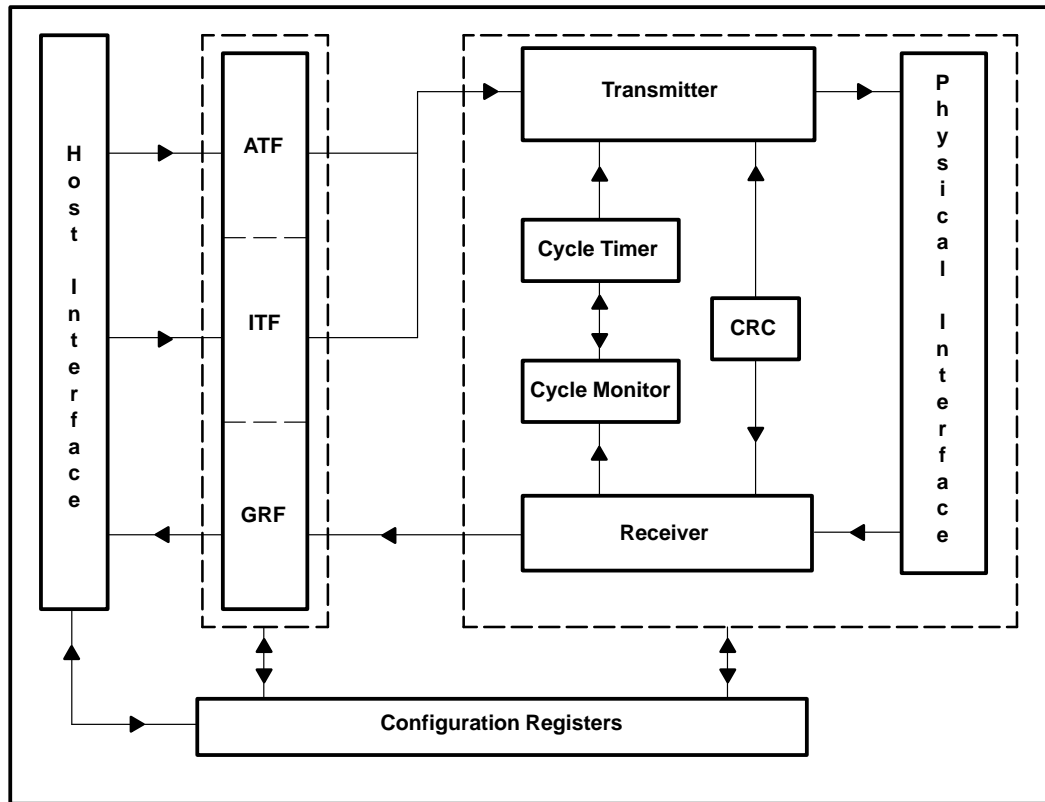 Host Interface
ATF
ITF
GRF
Transmitter
Cycle Timer
CRC
Cycle Monitor
Receiver
Physical Interface
Configuration Registers